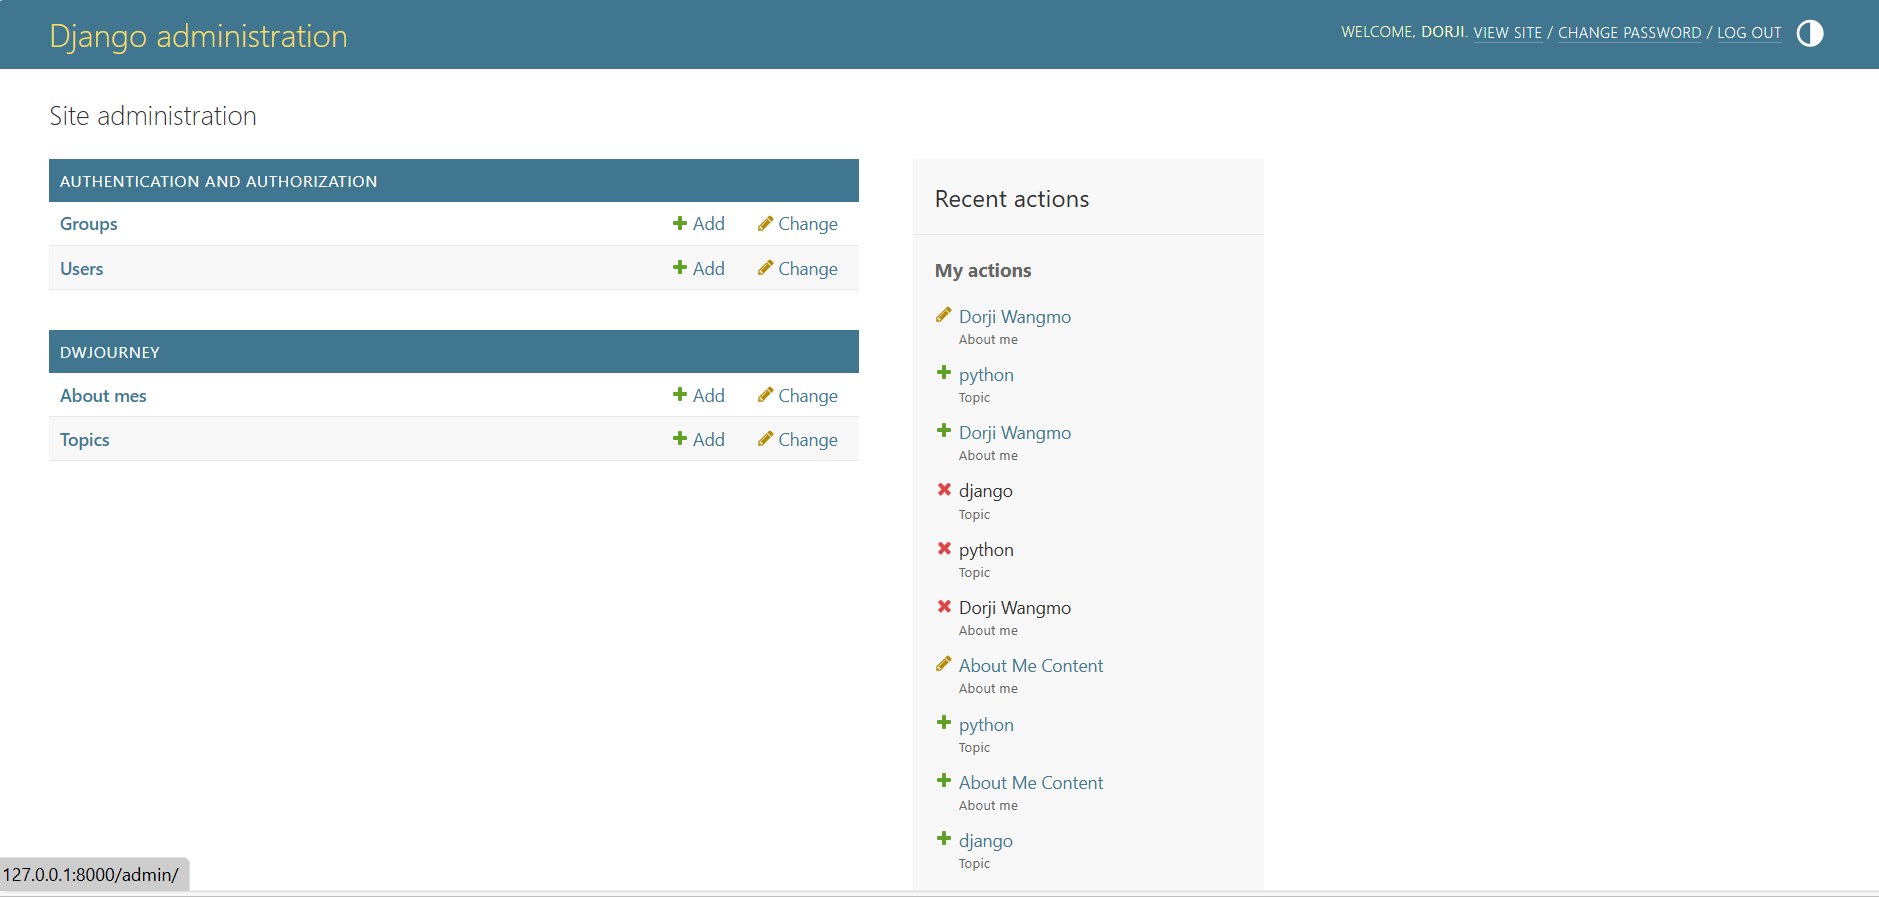 Django administration
WELCOME, DORJI. VIEW SITE / CHANGE PASSWORD / LOG OUT
Site administration
AUTHENTICATION AND AUTHORIZATION
Groups Add Change
Users Add Change
DWJOURNEY
About mes Add Change
Topics Add Change
Recent actions
My actions
Dorji Wangmo
About me
python
Topic
Dorji Wangmo
About me
django
Topic
python
Topic
Dorji Wangmo
About me
About Me Content
About me
python
Topic
About Me Content
About me
django
Topic
127.0.0.1:8000/admin/